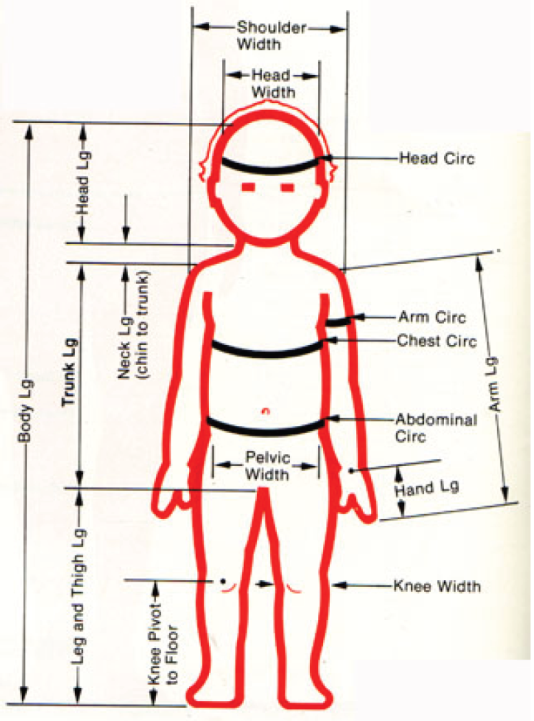 Shoulder
Width
Head
Width
Head Circ
Head Lg
Neck Lg
(chin to trunk)
Trunk Lg
Body Lg
Arm Circ
Chest Circ
Arm Lg
Abdominal
Circ
Pelvic
Width
Hand Lg
Leg and Thigh Lg
Knee Pivot
to Floor
Knee Width